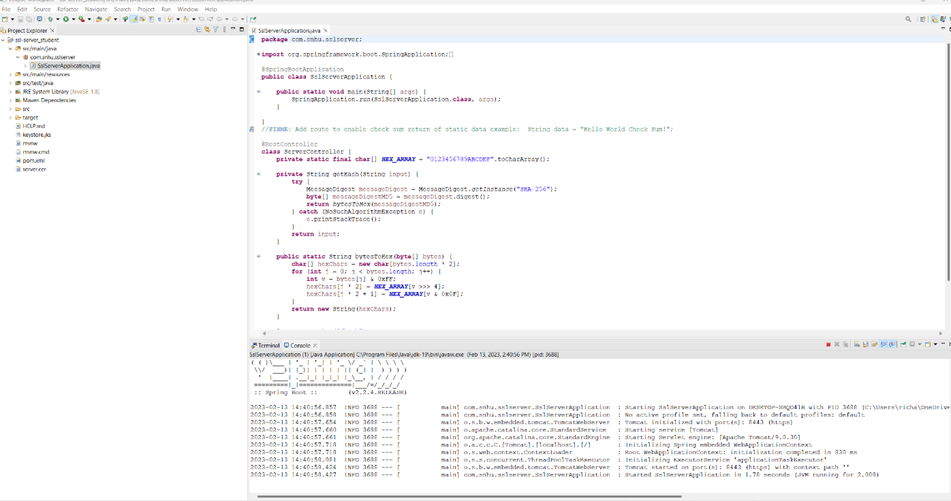 File Edit Source Refactor Navigate Search Project Run Window Help
Project Explorer
ssl-server_student
src/main/java
com.snhu.sslserver
SslServerApplication.java
src/main/resources
src/test/java
JRE System Library [JavaSE-1.8]
Maven Dependencies
src
target
HELP.md
keystore.jks
mvnw
mvnw.cmd
pom.xml
server.cer
SslServerApplication.java
package com.snhu.sslserver;
import org.springframework.boot.SpringApplication;
@SpringBootApplication
public class SslServerApplication {
public static void main(String[] args) {
SpringApplication.run(SslServerApplication.class, args);
}
}
//FIXME: Add route to enable check sum return of static data example: String data = "Hello World Check Sum!";
@RestController
class ServerController {
private static final char[] HEX_ARRAY = "0123456789ABCDEF".toCharArray();
private String getHash(String input) {
try {
MessageDigest messageDigest = MessageDigest.getInstance("SHA-256");
byte[] messageDigestMD5 = messageDigest.digest();
return bytesToHex(messageDigestMD5);
} catch (NoSuchAlgorithmException e) {
e.printStackTrace();
}
return input;
}
public static String bytesToHex(byte[] bytes) {
char[] hexChars = new char[bytes.length * 2];
for (int j = 0; j < bytes.length; j++) {
int v = bytes[j] & 0xFF;
hexChars[j * 2] = HEX_ARRAY[v >>> 4];
hexChars[j * 2 + 1] = HEX_ARRAY[v & 0x0F];
}
return new String(hexChars);
}
Terminal Console
SslServerApplication (1) [Java Application] C:\Program Files\Java\jdk-19\bin\javaw.exe (Feb 13, 2023, 2:40:56 PM) [pid: 3688]
:: Spring Boot :: (v2.2.4.RELEASE)
2023-02-13 14:40:56.857 INFO 3688 --- [ main] com.snhu.sslserver.SslServerApplication : Starting SslServerApplication on with PID 3688 (C:\Users\richa\OneDrive
2023-02-13 14:40:56.858 INFO 3688 --- [ main] com.snhu.sslserver.SslServerApplication : No active profile set, falling back to default profiles: default
2023-02-13 14:40:57.654 INFO 3688 --- [ main] o.s.b.w.embedded.tomcat.TomcatWebServer : Tomcat initialized with port(s): 8443 (https)
2023-02-13 14:40:57.660 INFO 3688 --- [ main] o.apache.catalina.core.StandardService : Starting service [Tomcat]
2023-02-13 14:40:57.661 INFO 3688 --- [ main] org.apache.catalina.core.StandardEngine : Starting Servlet engine: [Apache Tomcat/9.0.30]
2023-02-13 14:40:57.718 INFO 3688 --- [ main] o.a.c.c.C.[Tomcat].[localhost].[/] : Initializing Spring embedded WebApplicationContext
2023-02-13 14:40:57.718 INFO 3688 --- [ main] o.s.web.context.ContextLoader : Root WebApplicationContext: initialization completed in 830 ms
2023-02-13 14:40:58.081 INFO 3688 --- [ main] o.s.s.concurrent.ThreadPoolTaskExecutor : Initializing ExecutorService 'applicationTaskExecutor'
2023-02-13 14:40:58.424 INFO 3688 --- [ main] o.s.b.w.embedded.tomcat.TomcatWebServer : Tomcat started on port(s): 8443 (https) with context path ''
2023-02-13 14:40:58.427 INFO 3688 --- [ main] com.snhu.sslserver.SslServerApplication : Started SslServerApplication in 1.78 seconds (JVM running for 2.008)